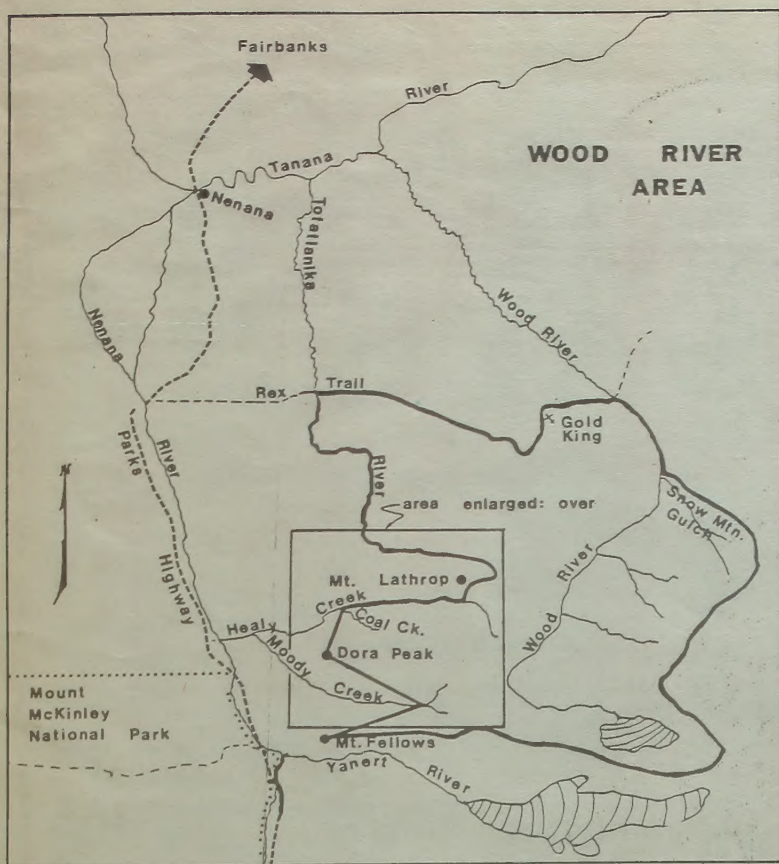 Fairbanks
River
WOOD RIVER
AREA
Tanana
Nenana
Totatlanika
Nenana
Wood River
Rex Trail
Gold
King
Parks
River
River
area enlarged: over
Snow Mtn.
Gulch
N
Highway
Mt. Lathrop
River
Creek
Coal Ck.
Healy
Wood
Moody
Dora Peak
Creek
Mount
McKinley
National Park
Mt. Fellows
Yanert
River